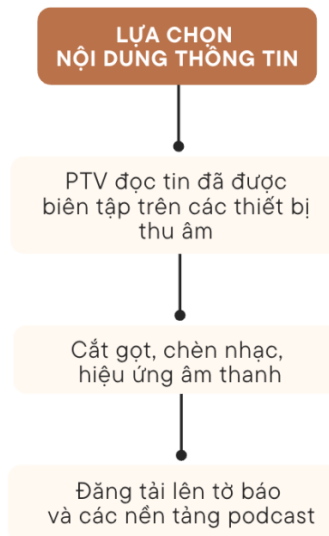 LỰA CHỌN
NỘI DUNG THÔNG TIN
PTV đọc tin đã được
biên tập trên các thiết bị
thu âm
Cắt gọt, chèn nhạc,
hiệu ứng âm thanh
Đăng tải lên tờ báo
và các nền tảng podcast